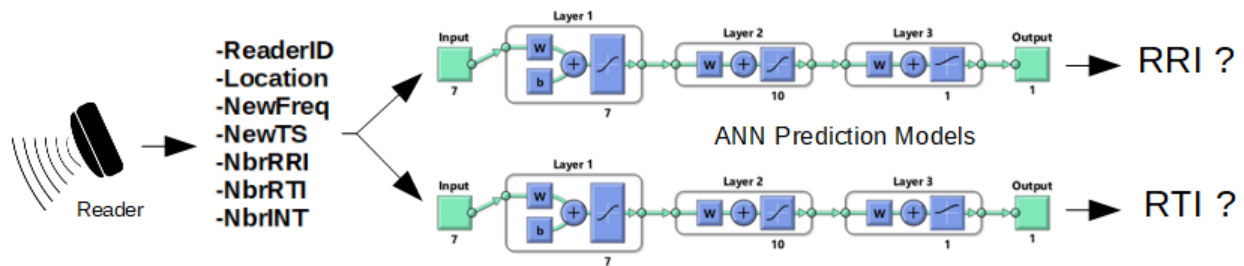 -ReaderID
-Location
-NewFreq
-NewTS
-NbrRRI
-NbrRTI
-NbrINT
Reader
Input
7
Layer 1
W
b
+
7
Layer 2
W
+
10
Layer 3
W
+
1
Output
1
RRI ?
ANN Prediction Models
Input
7
Layer 1
W
b
+
7
Layer 2
W
+
10
Layer 3
W
+
1
Output
1
RTI ?